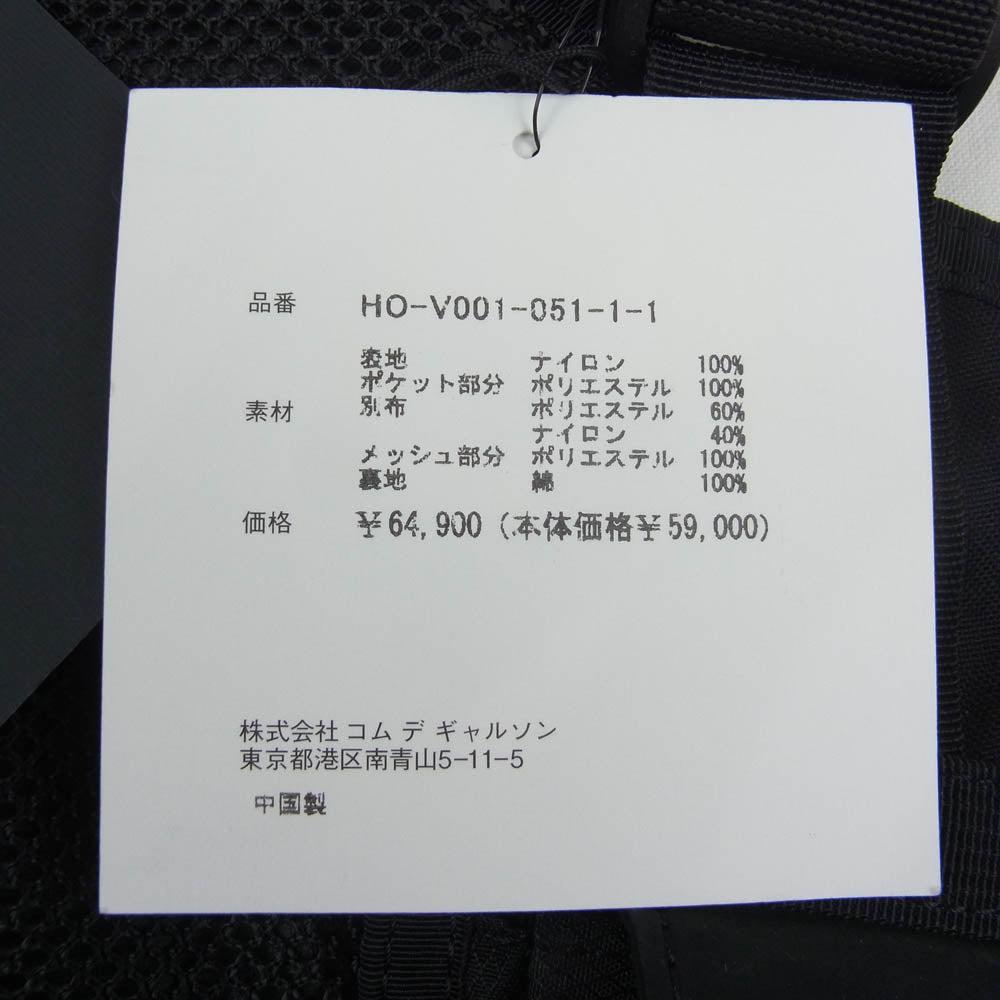 品番 HO-V001-051-1-1
表地 ナイロン 100%
ポケット部分 ポリエステル 100%
素材 別布 ポリエステル 60%
ナイロン 40%
メッシュ部分 ポリエステル 100%
裏地 綿 100%
価格 ¥64,900(本体価格¥59,000)
株式会社 コム デ ギャルソン
東京都港区南青山5-11-5
中国製